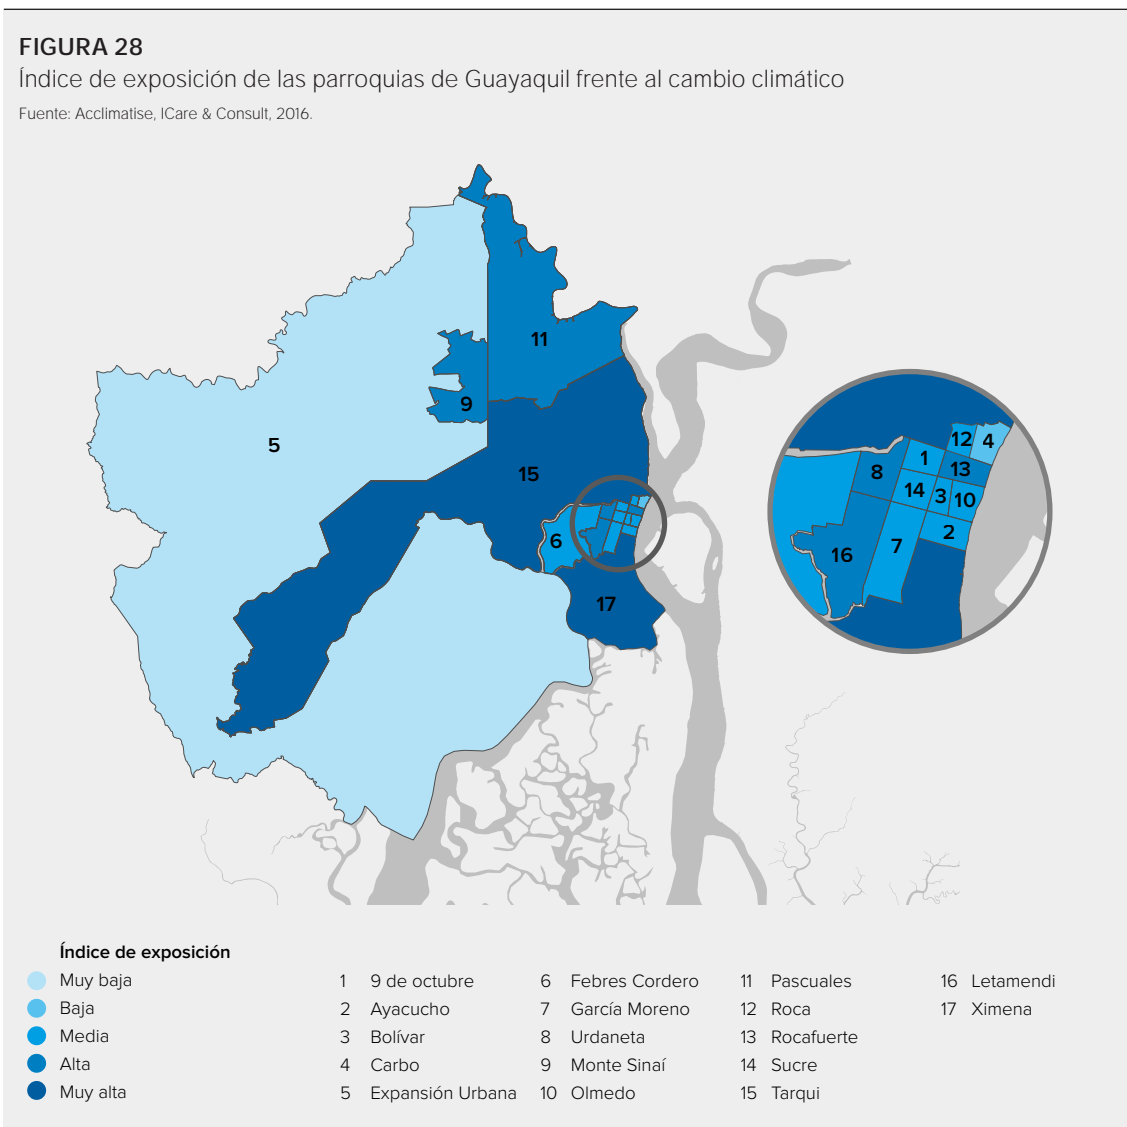 FIGURA 28
Índice de exposición de las parroquias de Guayaquil frente al cambio climático
Fuente: Acclimatise, ICare & Consult, 2016.
11
9
5
15
6
17
12
4
1
13
8
14
3
10
2
7
16
Índice de exposición
Muy baja
Baja
Media
Alta
Muy alta
1 9 de octubre
2 Ayacucho
3 Bolívar
4 Carbo
5 Expansión Urbana
6 Febres Cordero
7 García Moreno
8 Urdaneta
9 Monte Sinaí
10 Olmedo
11 Pascuales
12 Roca
13 Rocafuerte
14 Sucre
15 Tarqui
16 Letamendi
17 Ximena